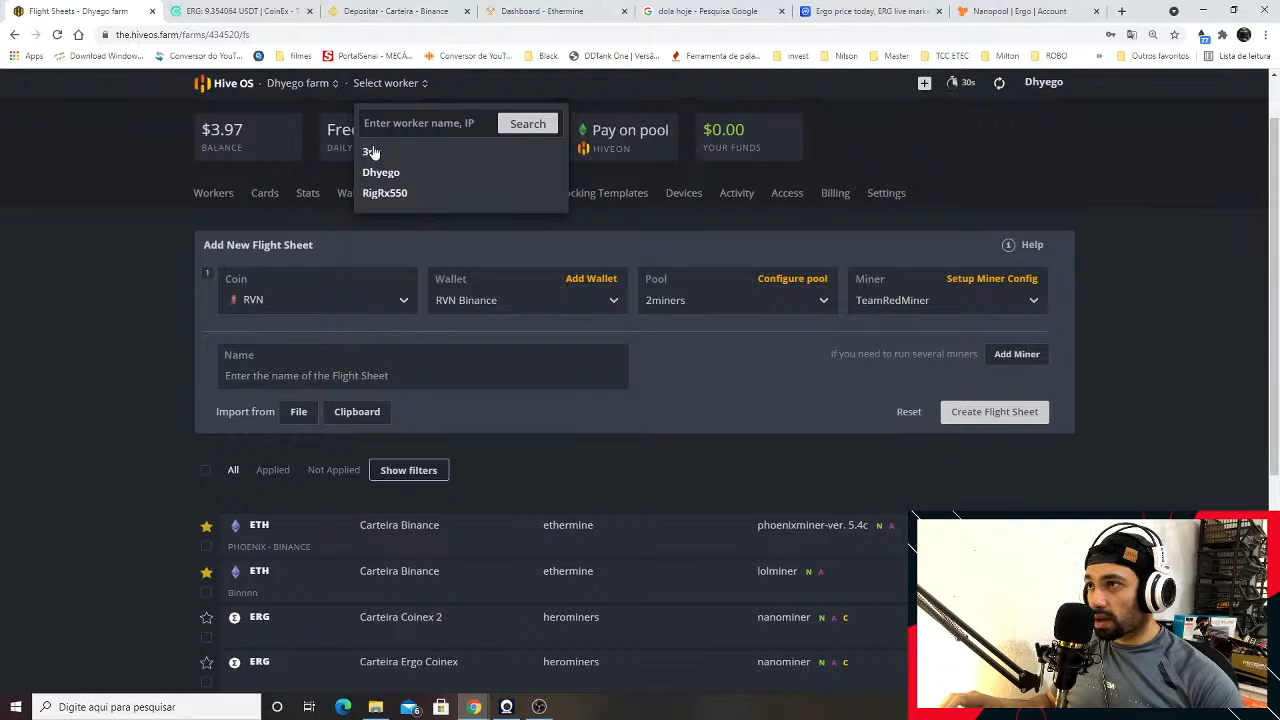 Flight Sheets | Dhyego farm
ERG: 9.354064 USDT | CoinEx - T
Depositar - Carteira - Binance
Dashboard - Ethermine
dola hoje - Pesquisa Google
Ergo price today, ERG live mark
Nanopool | Ergo | Account
thehiveos.farm/farms/434520/fs
77
Apps
Download Window...
Conversor do YouT...
filmes
PortalSenai - MECÂ...
Conversor de YouT...
Black
DDTank One - Versã...
Ferramenta de pala...
invest
Nilson
Master
TCC ETEC
Milton
ROBO
Outros favoritos
Lista de leitura
Hive OS
Dhyego farm
Select worker
30s
Dhyego
$3.97
BALANCE
Fre
DAILY
Enter worker name, IP
Search
Dhyego
RigRx550
Pay on pool
HIVEON
$0.00
YOUR FUNDS
Workers
Cards
Stats
Wa
cking Templates
Devices
Activity
Access
Billing
Settings
Add New Flight Sheet
Help
1
Coin
RVN
Wallet
Add Wallet
RVN Binance
Pool
Configure pool
2miners
Miner
Setup Miner Config
TeamRedMiner
Name
Enter the name of the Flight Sheet
If you need to run several miners
Add Miner
Import from
File
Clipboard
Reset
Create Flight Sheet
All
Applied
Not Applied
Show filters
ETH
Carteira Binance
ethermine
phoenixminer-ver. 5.4c
N A
PHOENIX - BINANCE
ETH
Carteira Binance
ethermine
lolminer
N A
Binnnn
ERG
Carteira Coinex 2
herominers
nanominer
N A C
ERG
Carteira Ergo Coinex
herominers
nanominer
N A C
Digite aqui para pesquisar
6